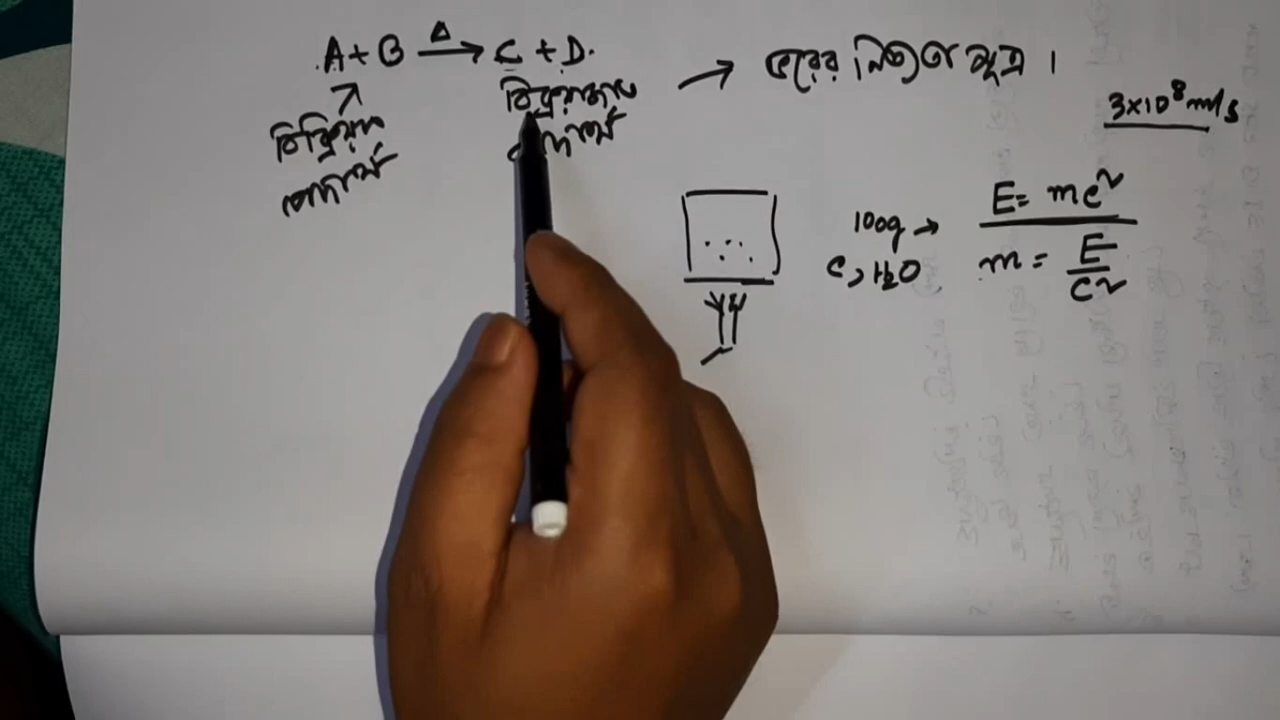 A + B —Δ→ C + D.
বিক্রিয়ক
পদার্থ
বিক্রিয়াজাত
পদার্থ
→ ভরের নিত্যতা সূত্র ।
3×10⁸ m/s
100g →
C, H₂O
E = mc²
m = E/c²